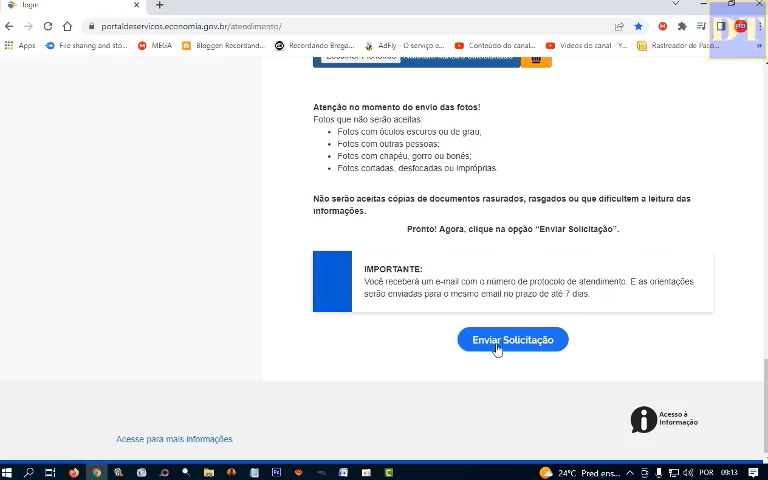 login
portaldeservicos.economia.gov.br/atendimento/
Apps
File sharing and sto...
MEGA
Blogger: Recordand...
Recordando Brega...
AdFly - O serviço e...
Conteúdo do canal...
Vídeos do canal - Y...
Rastreador de Paco...
DT
Atenção no momento do envio das fotos!
Fotos que não serão aceitas:
Fotos com óculos escuros ou de grau;
Fotos com outras pessoas;
Fotos com chapéu, gorro ou bonés;
Fotos cortadas, desfocadas ou impróprias.
Não serão aceitas cópias de documentos rasurados, rasgados ou que dificultem a leitura das
informações.
Pronto! Agora, clique na opção “Enviar Solicitação”.
IMPORTANTE:
Você receberá um e-mail com o número de protocolo de atendimento. E as orientações
serão enviadas para o mesmo email no prazo de até 7 dias.
Enviar Solicitação
Acesso à
Informação
Acesse para mais informações
24°C Pred ens...
POR
09:13